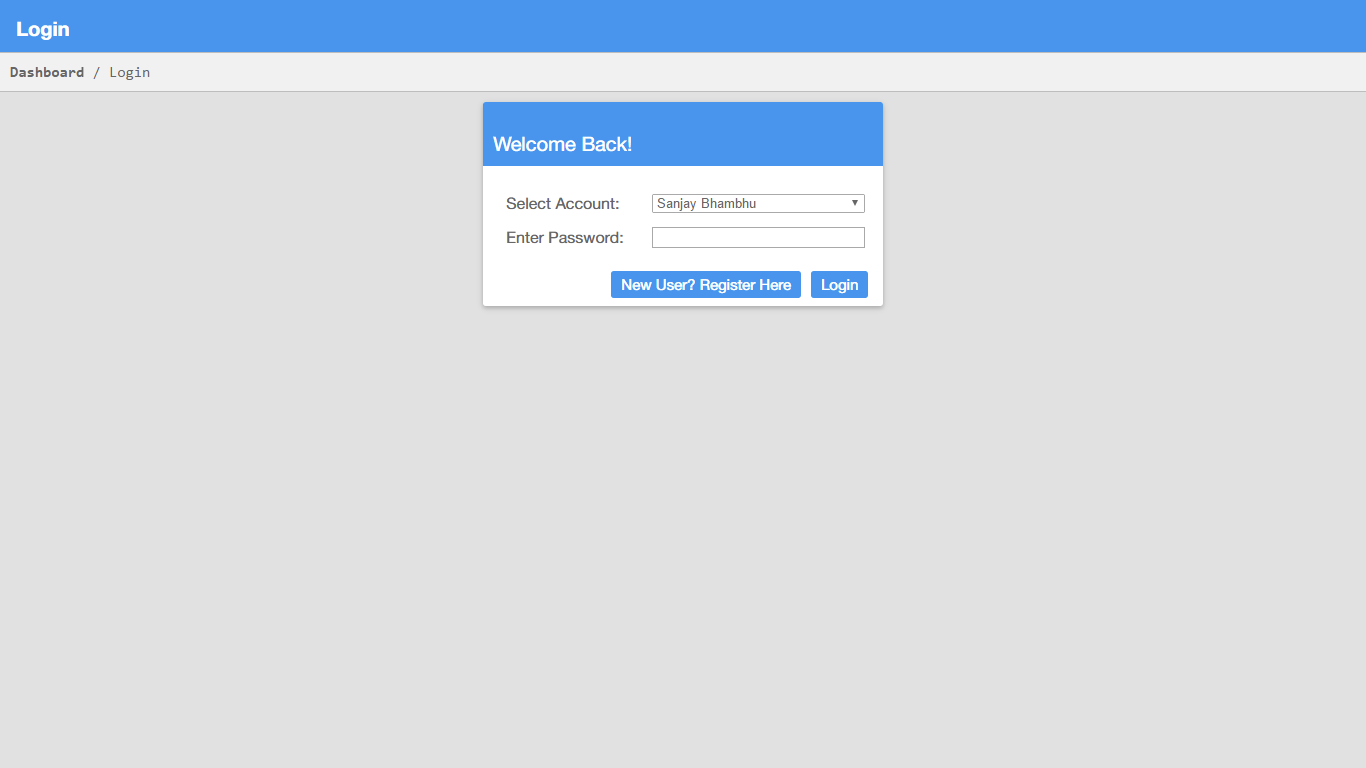 Login
Dashboard / Login
Welcome Back!
Select Account: Sanjay Bhambhu
Enter Password:
New User? Register Here Login